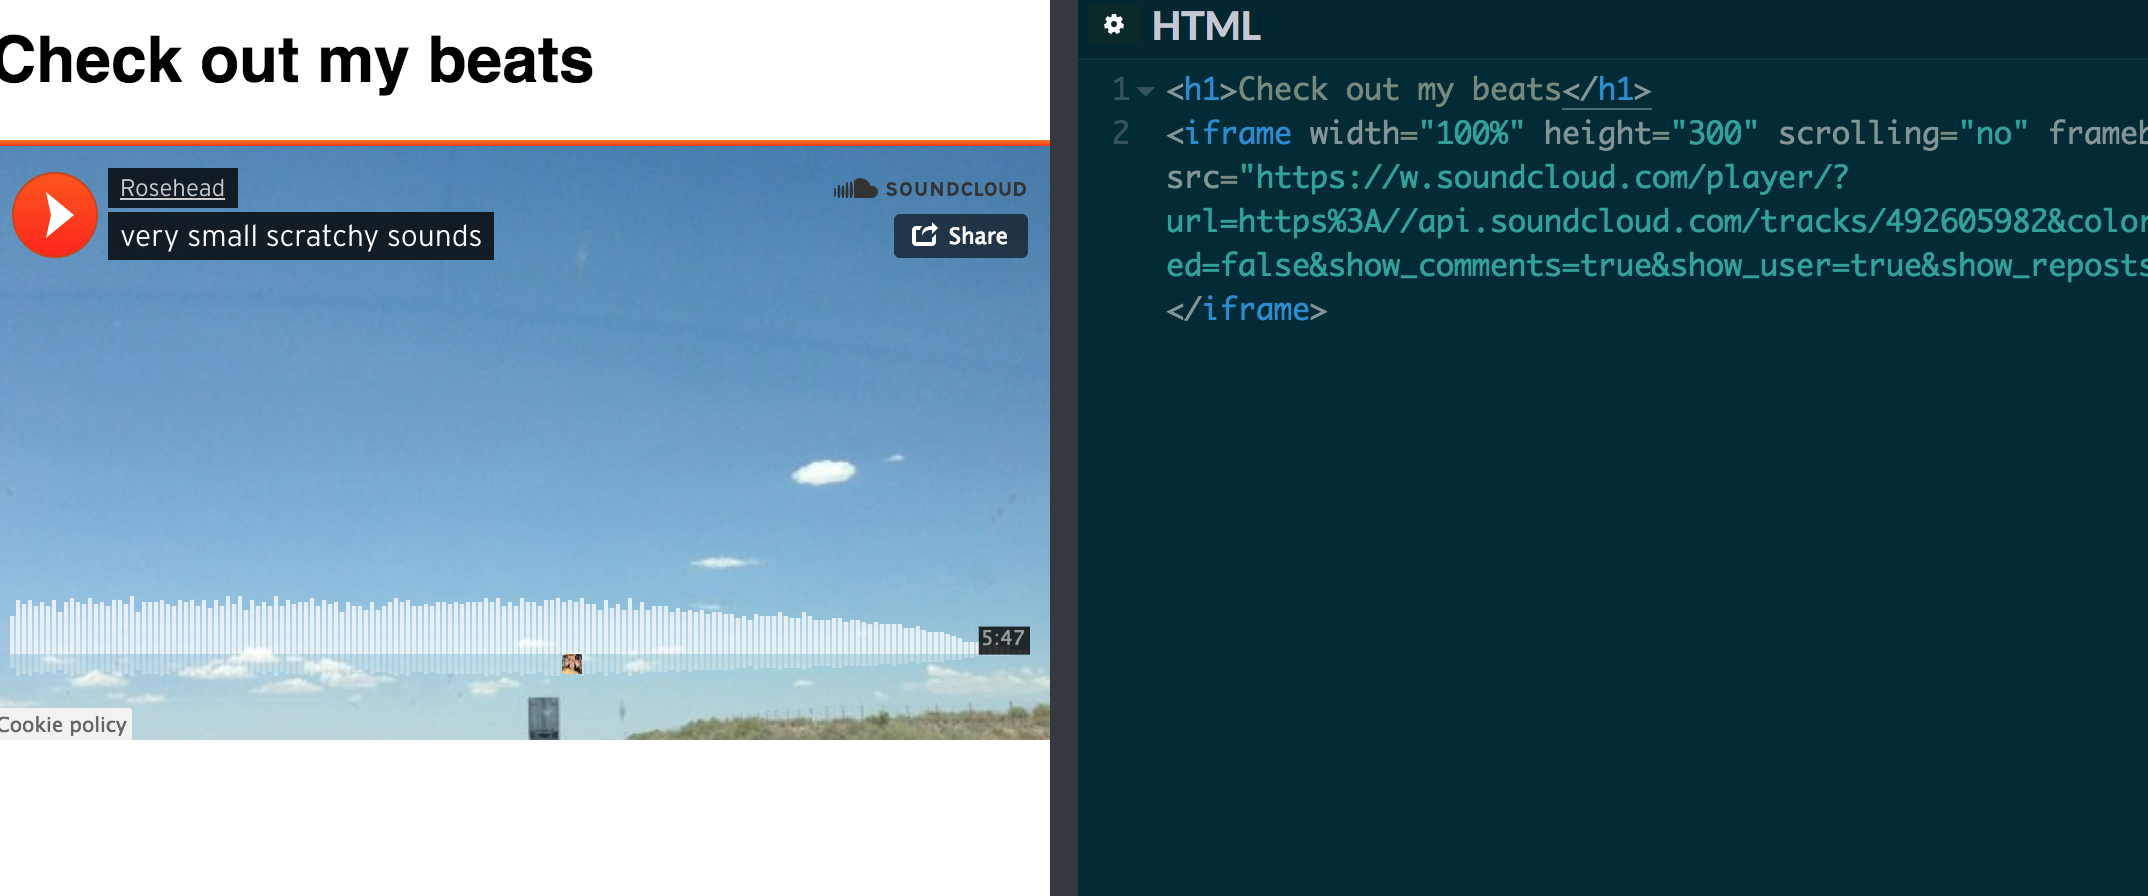 Check out my beats
Rosehead
very small scratchy sounds
SOUNDCLOUD
Share
5:47
Cookie policy
HTML
1 <h1>Check out my beats</h1>
2 <iframe width="100%" height="300" scrolling="no" frameb
src="https://w.soundcloud.com/player/?
url=https%3A//api.soundcloud.com/tracks/492605982&color
ed=false&show_comments=true&show_user=true&show_reposts
</iframe>